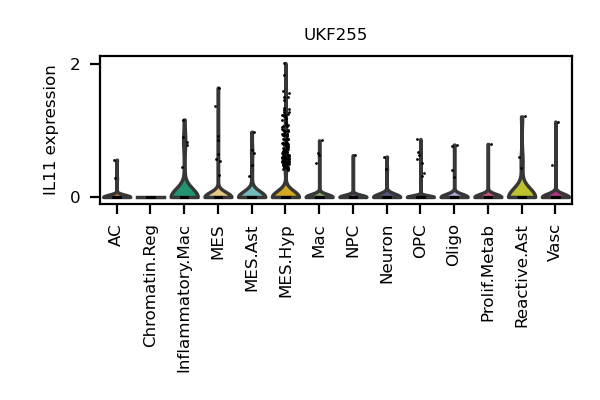 UKF255
IL11 expression
2
0
AC
Chromatin.Reg
Inflammatory.Mac
MES
MES.Ast
MES.Hyp
Mac
NPC
Neuron
OPC
Oligo
Prolif.Metab
Reactive.Ast
Vasc